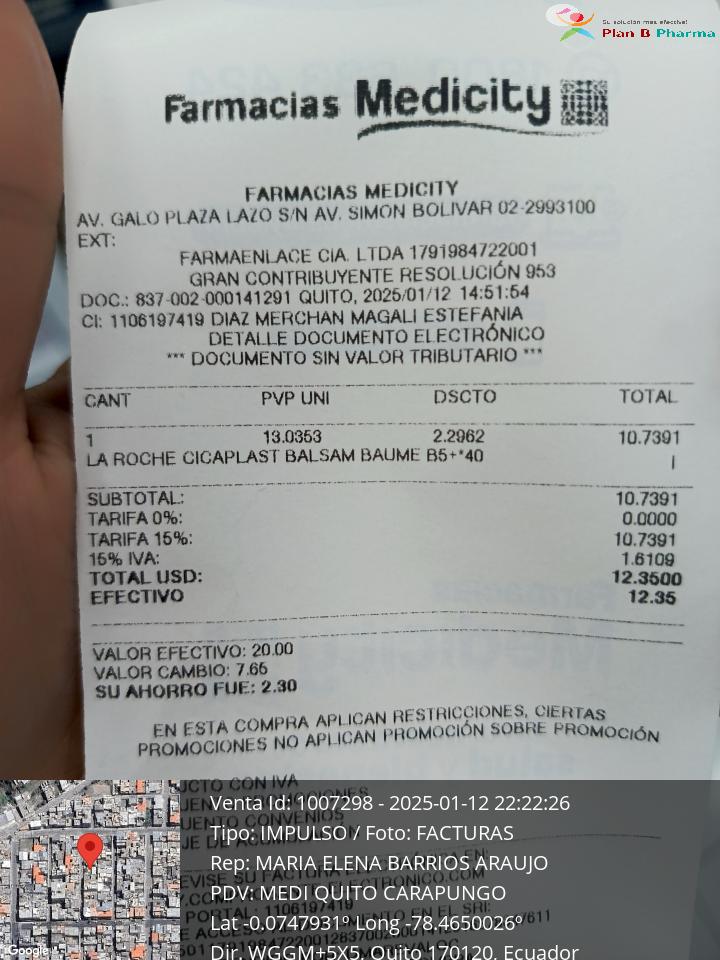 Su solución mas efectiva!
Plan B Pharma
Farmacias Medicity
FARMACIAS MEDICITY
AV. GALO PLAZA LAZO S/N AV. SIMON BOLIVAR 02-2993100
EXT:
FARMAENLACE CIA. LTDA 1791984722001
GRAN CONTRIBUYENTE RESOLUCIÓN 953
DOC.: 837-002-000141291 QUITO, 2025/01/12 14:51:54
CI: 1106197419 DIAZ MERCHAN MAGALI ESTEFANIA
DETALLE DOCUMENTO ELECTRÓNICO
*** DOCUMENTO SIN VALOR TRIBUTARIO ***
CANT PVP UNI DSCTO TOTAL
1 13.0353 2.2962 10.7391
LA ROCHE CICAPLAST BALSAM BAUME B5+*40 I
SUBTOTAL: 10.7391
TARIFA 0%: 0.0000
TARIFA 15%: 10.7391
15% IVA: 1.6109
TOTAL USD: 12.3500
EFECTIVO 12.35
VALOR EFECTIVO: 20.00
VALOR CAMBIO: 7.65
SU AHORRO FUE: 2.30
EN ESTA COMPRA APLICAN RESTRICCIONES, CIERTAS
PROMOCIONES NO APLICAN PROMOCIÓN SOBRE PROMOCIÓN
CON IVA
Venta Id: 1007298 - 2025-01-12 22:22:26
Tipo: IMPULSO / Foto: FACTURAS
Rep: MARIA ELENA BARRIOS ARAUJO
PDV: MEDI QUITO CARAPUNGO
PORTAL: 1106197419
Lat -0.0747931° Long -78.4650026°
Dir. WGGM+5X5, Quito 170120, Ecuador
Google